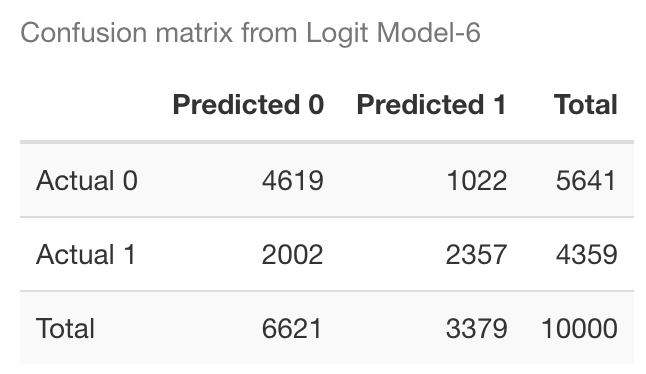 Confusion matrix from Logit Model-6
Predicted 0 Predicted 1 Total
Actual 0 4619 1022 5641
Actual 1 2002 2357 4359
Total 6621 3379 10000